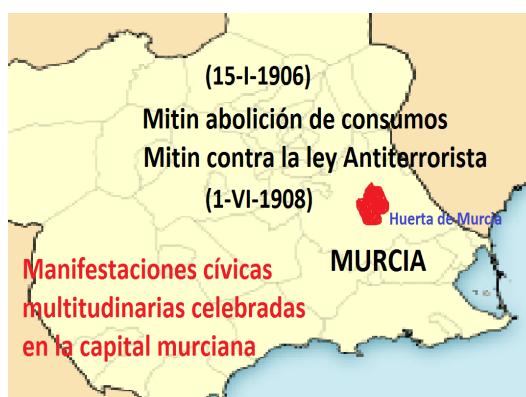 (15-I-1906)
Mitin abolición de consumos
Mitin contra la ley Antiterrorista
(1-VI-1908)
Huerta de Murcia
MURCIA
Manifestaciones cívicas
multitudinarias celebradas
en la capital murciana